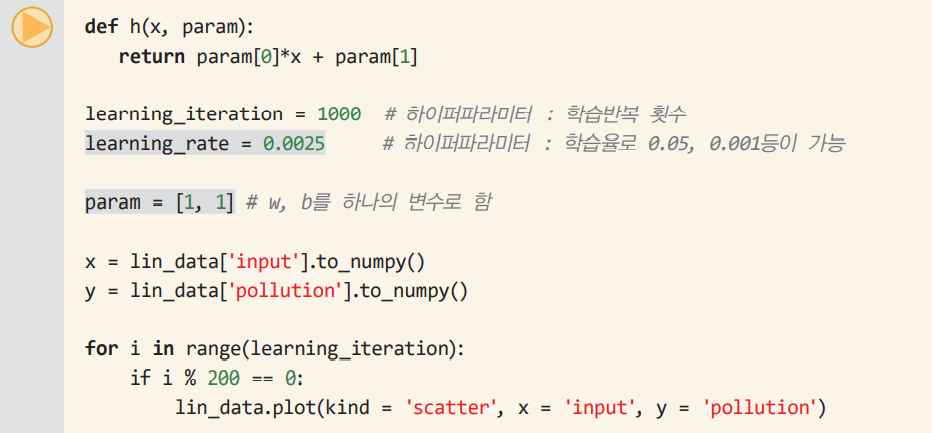 def h(x, param):
return param[0]*x + param[1]
learning_iteration = 1000 # 하이퍼파라미터 : 학습반복 횟수
learning_rate = 0.0025 # 하이퍼파라미터 : 학습율로 0.05, 0.001등이 가능
param = [1, 1] # w, b를 하나의 변수로 함
x = lin_data['input'].to_numpy()
y = lin_data['pollution'].to_numpy()
for i in range(learning_iteration):
if i % 200 == 0:
lin_data.plot(kind = 'scatter', x = 'input', y = 'pollution')